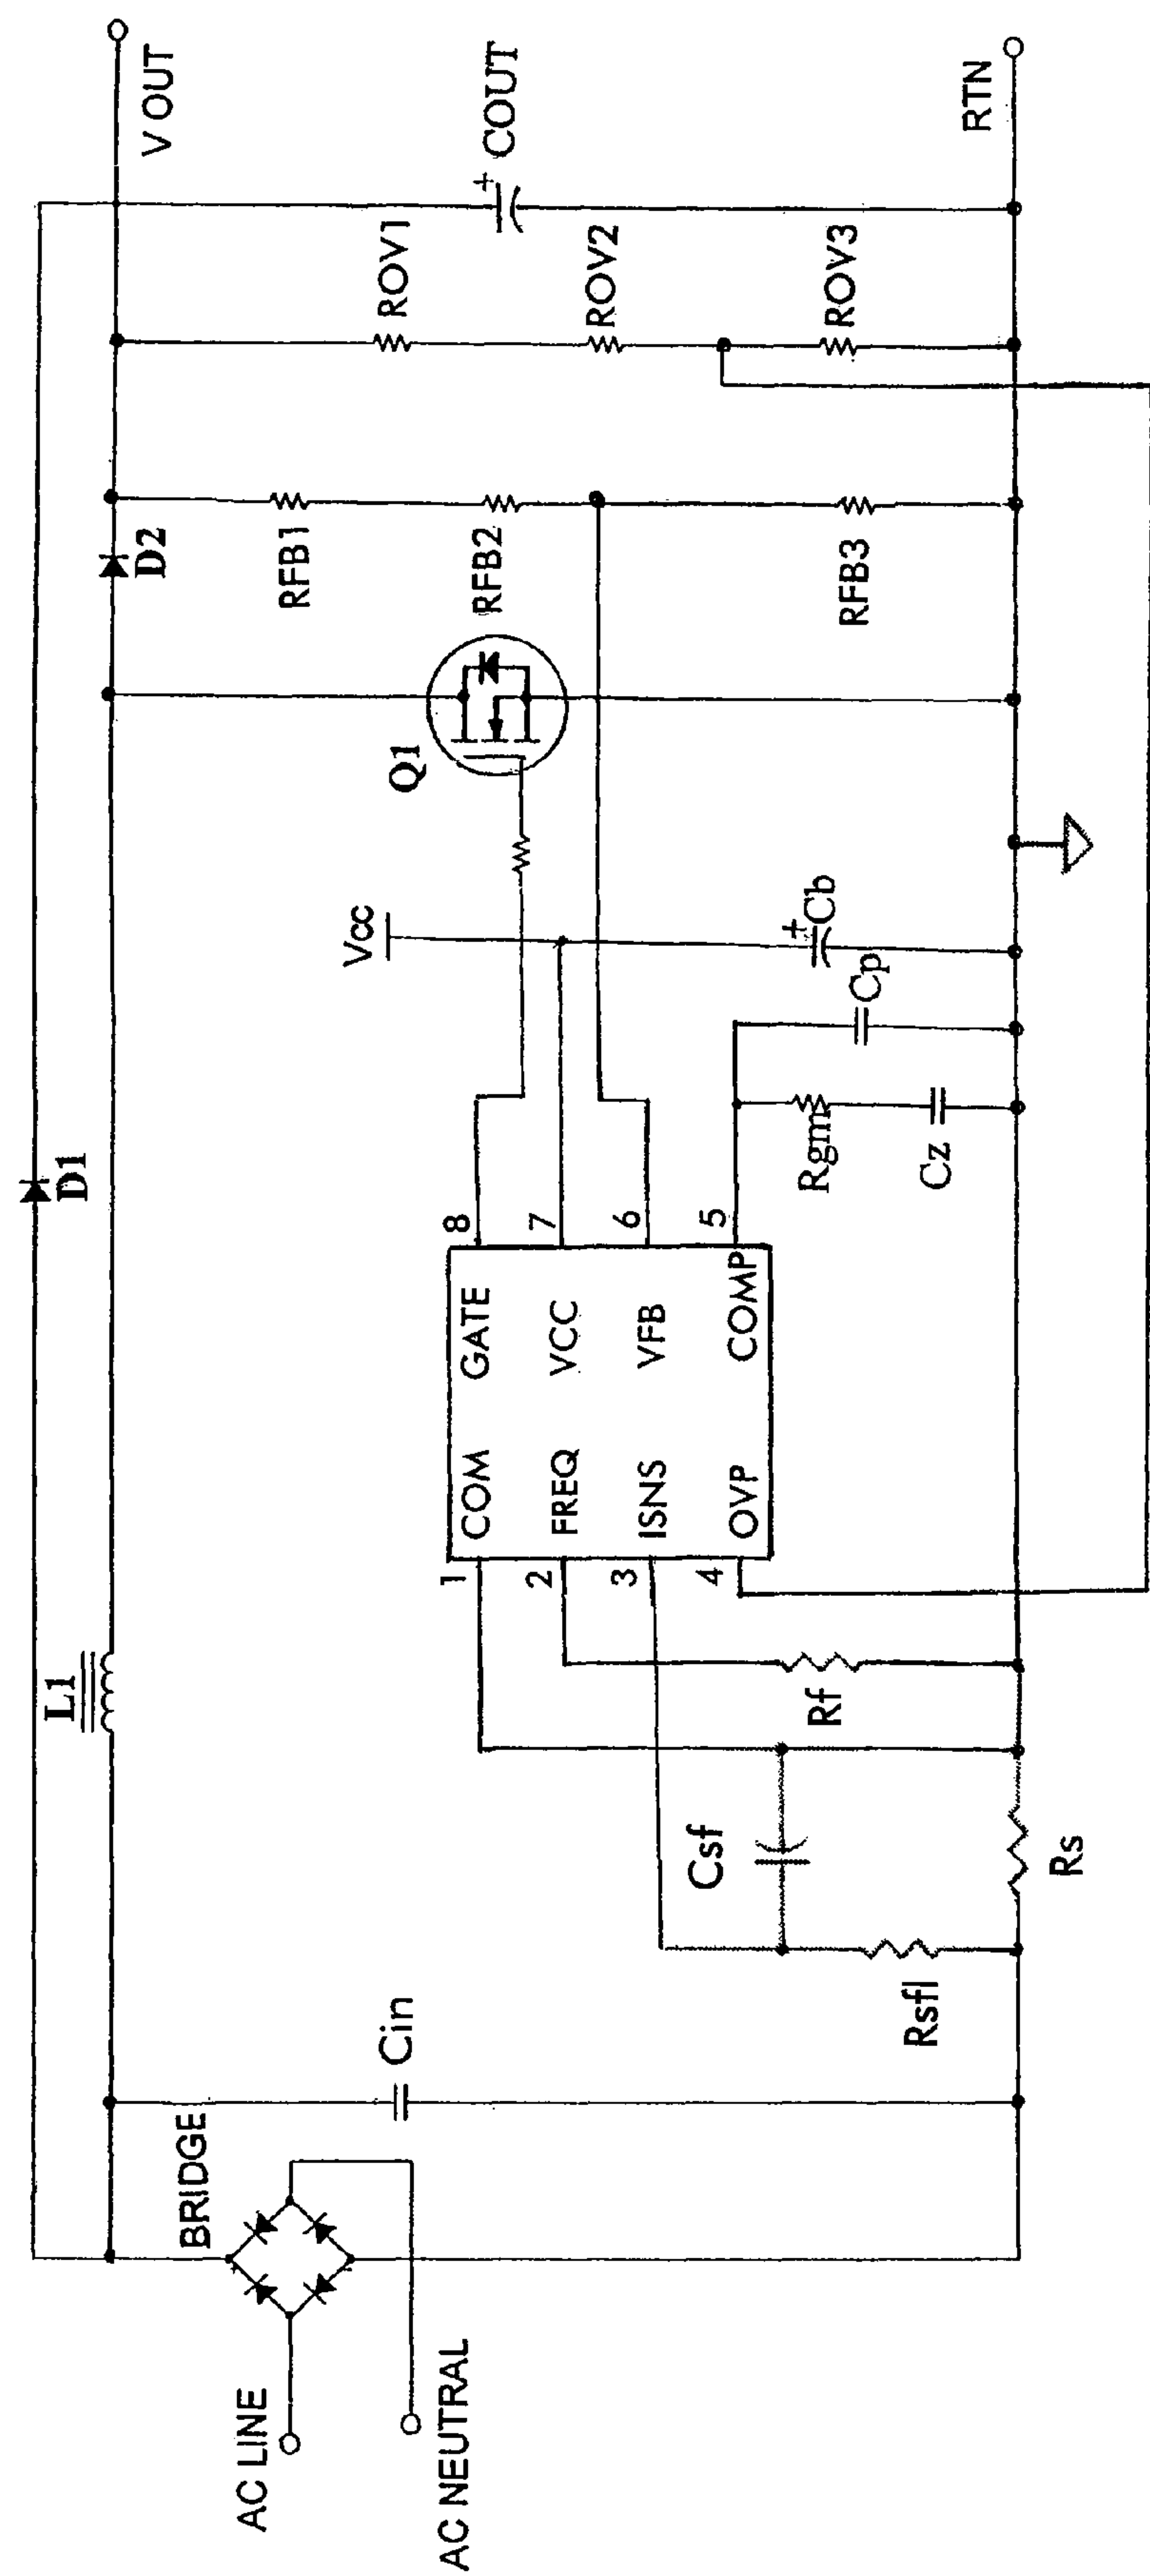 AC LINE
AC NEUTRAL
BRIDGE
Cin
L1
D1
Rsf1
Csf
Rs
Rf
1
COM
2
FREQ
3
ISNS
4
OVP
GATE
8
VCC
7
VFB
6
COMP
5
Rgm
Cz
Cp
+
Cb
Vcc
Q1
D2
RFB1
RFB2
RFB3
ROV1
ROV2
ROV3
+
COUT
V OUT
RTN